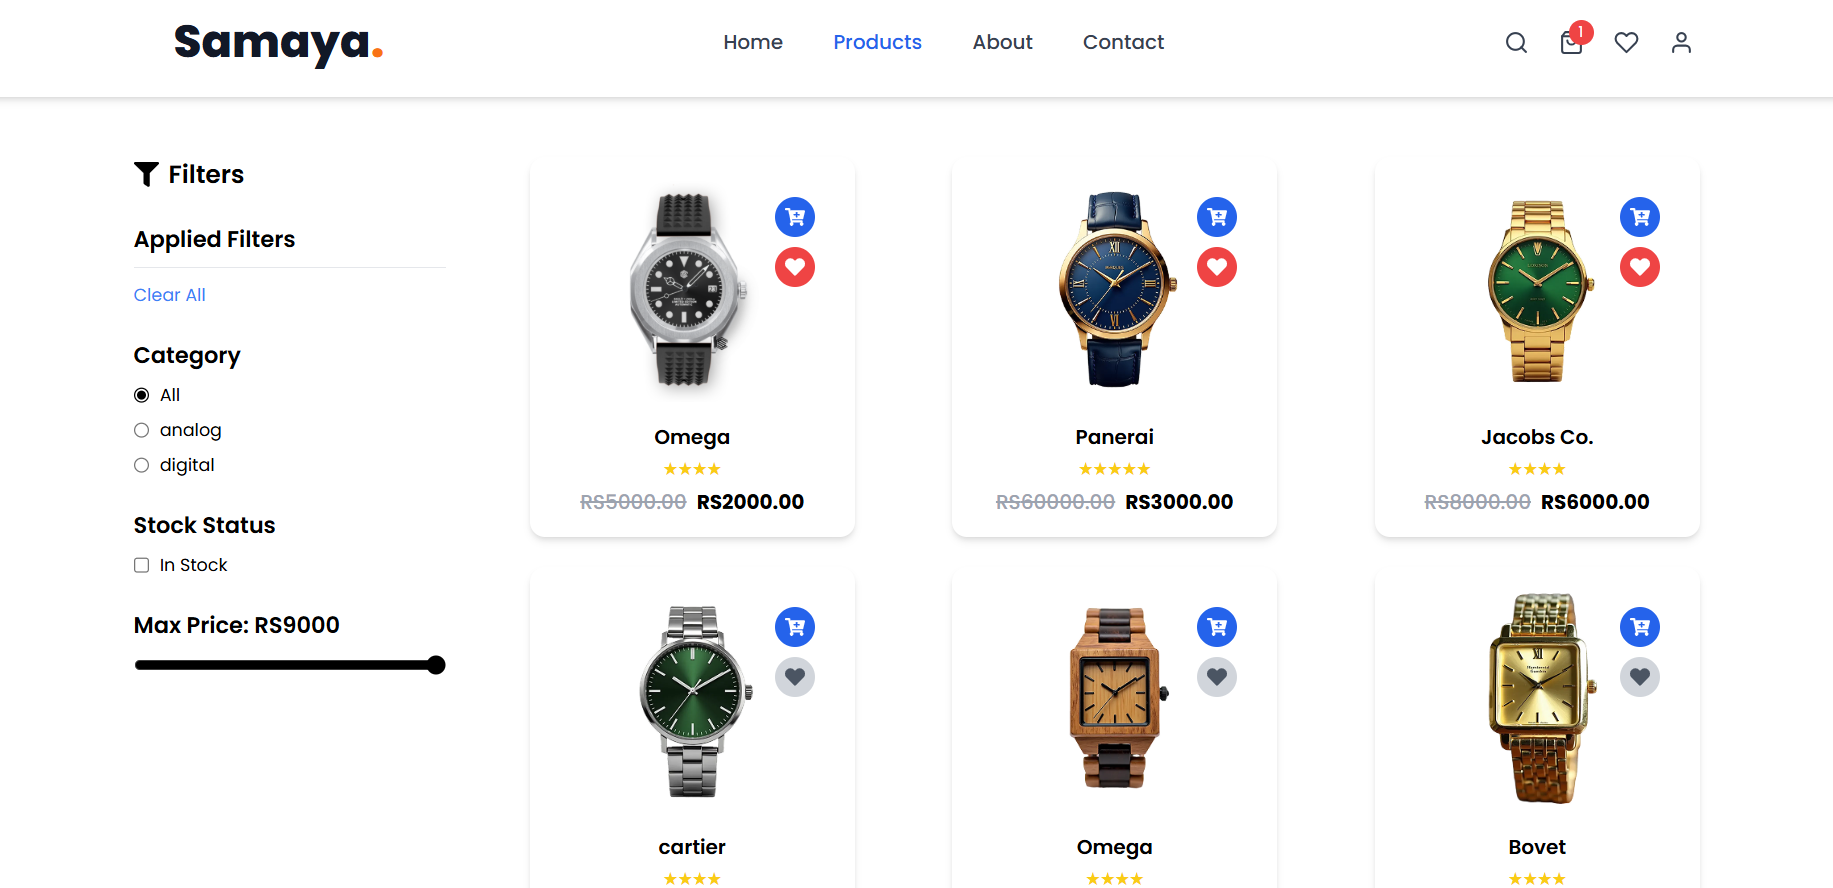 Samaya.
Home
Products
About
Contact
1
Filters
Applied Filters
Clear All
Category
All
analog
digital
Stock Status
In Stock
Max Price: RS9000
Omega
★★★★
RS5000.00 RS2000.00
Panerai
★★★★★
RS60000.00 RS3000.00
Jacobs Co.
★★★★
RS8000.00 RS6000.00
cartier
★★★★
Omega
★★★★
Bovet
★★★★